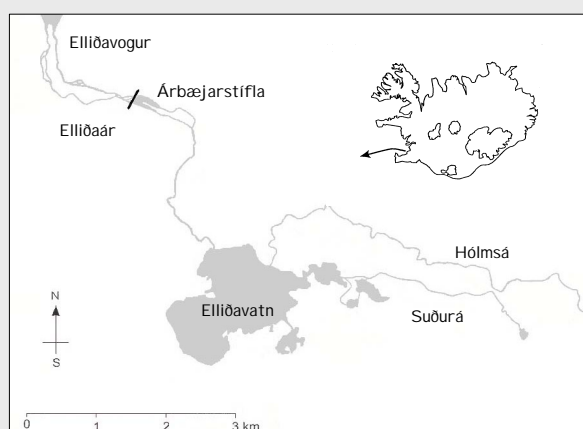 Elliðavogur
Árbæjarstífla
Elliðaár
Hólmsá
Elliðavatn
Suðurá
N
S
0 1 2 3 km